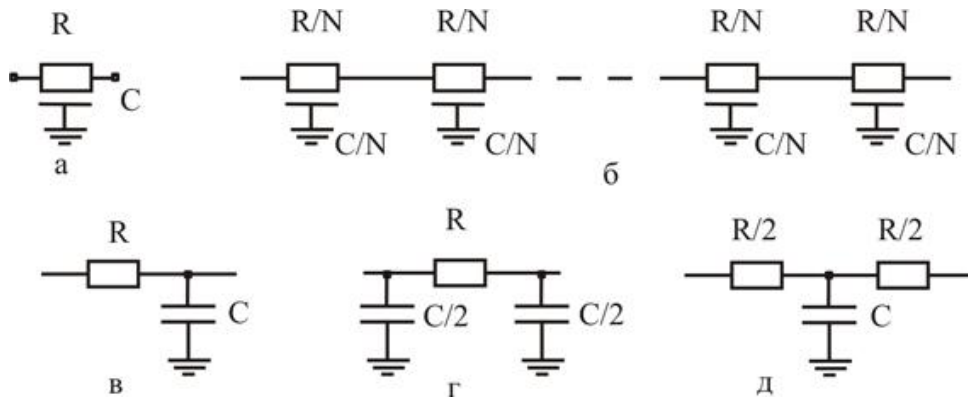 R
C
а
R/N R/N R/N R/N
C/N C/N C/N C/N
б
R
C
в
R
C/2 C/2
г
R/2 R/2
C
д